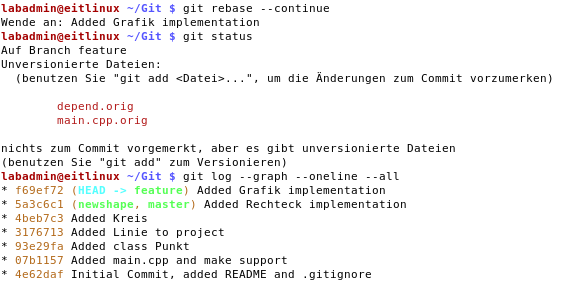 labadmin@eitlinux ~/Git $ git rebase --continue
Wende an: Added Grafik implementation
labadmin@eitlinux ~/Git $ git status
Auf Branch feature
Unversionierte Dateien:
  (benutzen Sie "git add <Datei>...", um die Änderungen zum Commit vorzumerken)

        depend.orig
        main.cpp.orig

nichts zum Commit vorgemerkt, aber es gibt unversionierte Dateien
(benutzen Sie "git add" zum Versionieren)
labadmin@eitlinux ~/Git $ git log --graph --oneline --all
* f69ef72 (HEAD -> feature) Added Grafik implementation
* 5a3c6c1 (newshape, master) Added Rechteck implementation
* 4beb7c3 Added Kreis
* 3176713 Added Linie to project
* 93e29fa Added class Punkt
* 07b1157 Added main.cpp and make support
* 4e62daf Initial Commit, added README and .gitignore